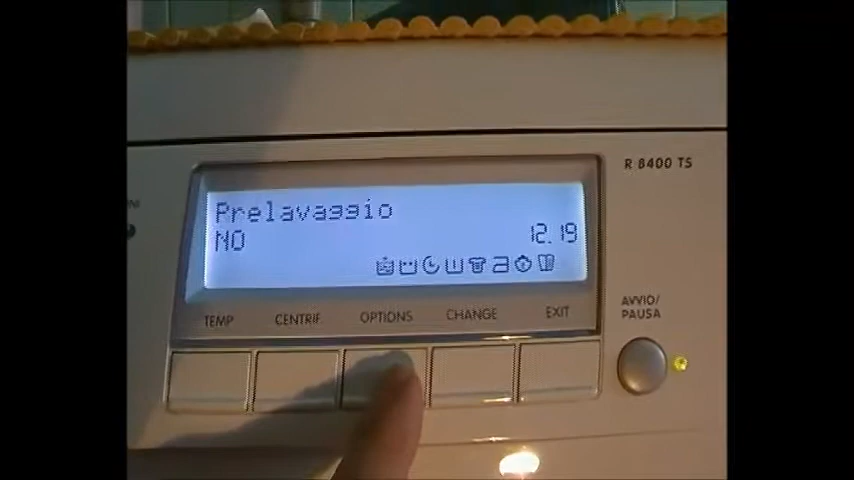 R 8400 TS
Prelavaggio
NO
12.19
TEMP CENTRIF. OPTIONS CHANGE EXIT
AVVIO/
PAUSA